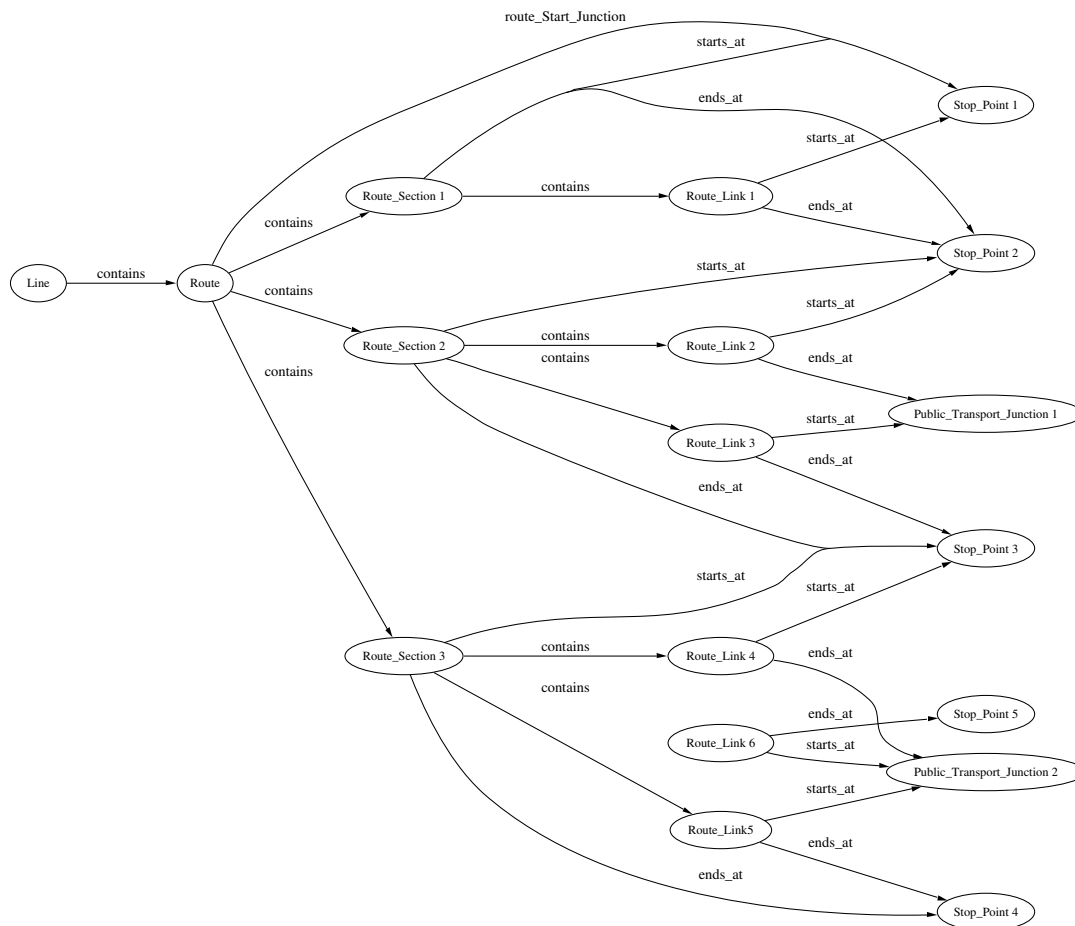 route_Start_Junction
starts_at
ends_at
Stop_Point 1
starts_at
contains
Route_Section 1
contains
Route_Link 1
ends_at
Stop_Point 2
Line
contains
Route
starts_at
contains
Route_Section 2
contains
contains
Route_Link 2
starts_at
ends_at
Public_Transport_Junction 1
contains
Route_Link 3
starts_at
ends_at
ends_at
Stop_Point 3
starts_at
starts_at
Route_Section 3
contains
contains
Route_Link 4
ends_at
Stop_Point 5
ends_at
Route_Link 6
starts_at
Public_Transport_Junction 2
starts_at
Route_Link5
ends_at
ends_at
Stop_Point 4